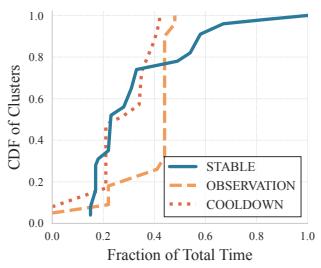 1.0
0.8
0.6
0.4
0.2
0.0
CDF of Clusters
STABLE
OBSERVATION
COOLDOWN
0.0 0.2 0.4 0.6 0.8 1.0
Fraction of Total Time